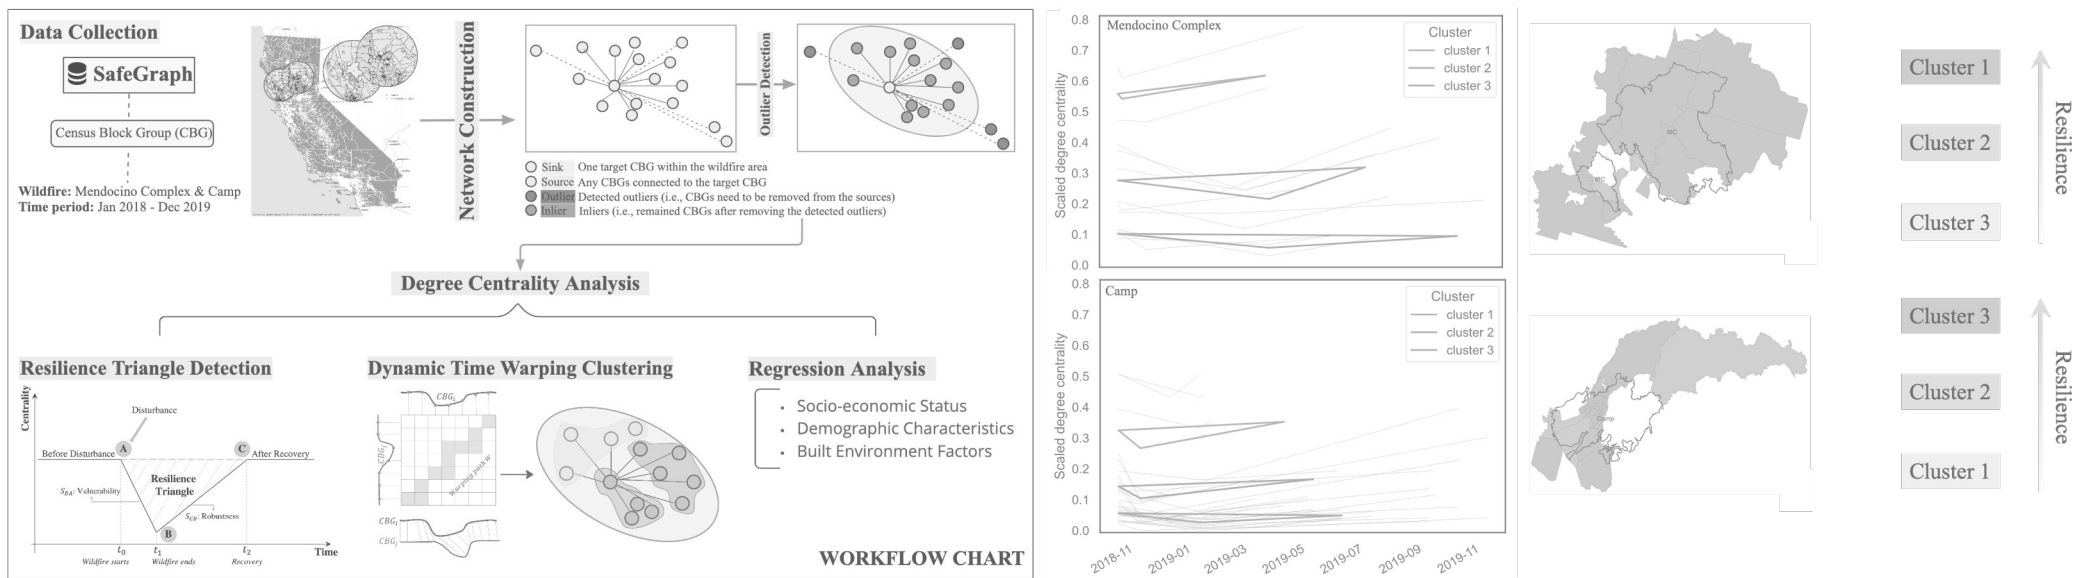 Data Collection
SafeGraph
Census Block Group (CBG)
Wildfire: Mendocino Complex & Camp
Time period: Jan 2018 - Dec 2019
Network Construction
Outlier Detection
Sink One target CBG within the wildfire area
Source Any CBGs connected to the target CBG
Outlier Detected outliers (i.e., CBGs need to be removed from the sources)
Inlier Inliers (i.e., remained CBGs after removing the detected outliers)
Degree Centrality Analysis
Resilience Triangle Detection
Centrality
Disturbance
A
C
Before Disturbance
After Recovery
Resilience
Triangle
S_BA: Vulnerability
S_CB: Robustness
B
t0
t1
t2
Time
Wildfire starts
Wildfire ends
Recovery
Dynamic Time Warping Clustering
CBGi
CBGj
Warping path W
CBGi
CBGj
Regression Analysis
• Socio-economic Status
• Demographic Characteristics
• Built Environment Factors
WORKFLOW CHART
Mendocino Complex
Scaled degree centrality
0.8
0.7
0.6
0.5
0.4
0.3
0.2
0.1
0.0
Cluster
cluster 1
cluster 2
cluster 3
Camp
Scaled degree centrality
0.8
0.7
0.6
0.5
0.4
0.3
0.2
0.1
0.0
Cluster
cluster 1
cluster 2
cluster 3
2018-11
2019-01
2019-03
2019-05
2019-07
2019-09
2019-11
MC
MC
Cluster 1
Cluster 2
Cluster 3
Resilience
Camp
Cluster 3
Cluster 2
Cluster 1
Resilience